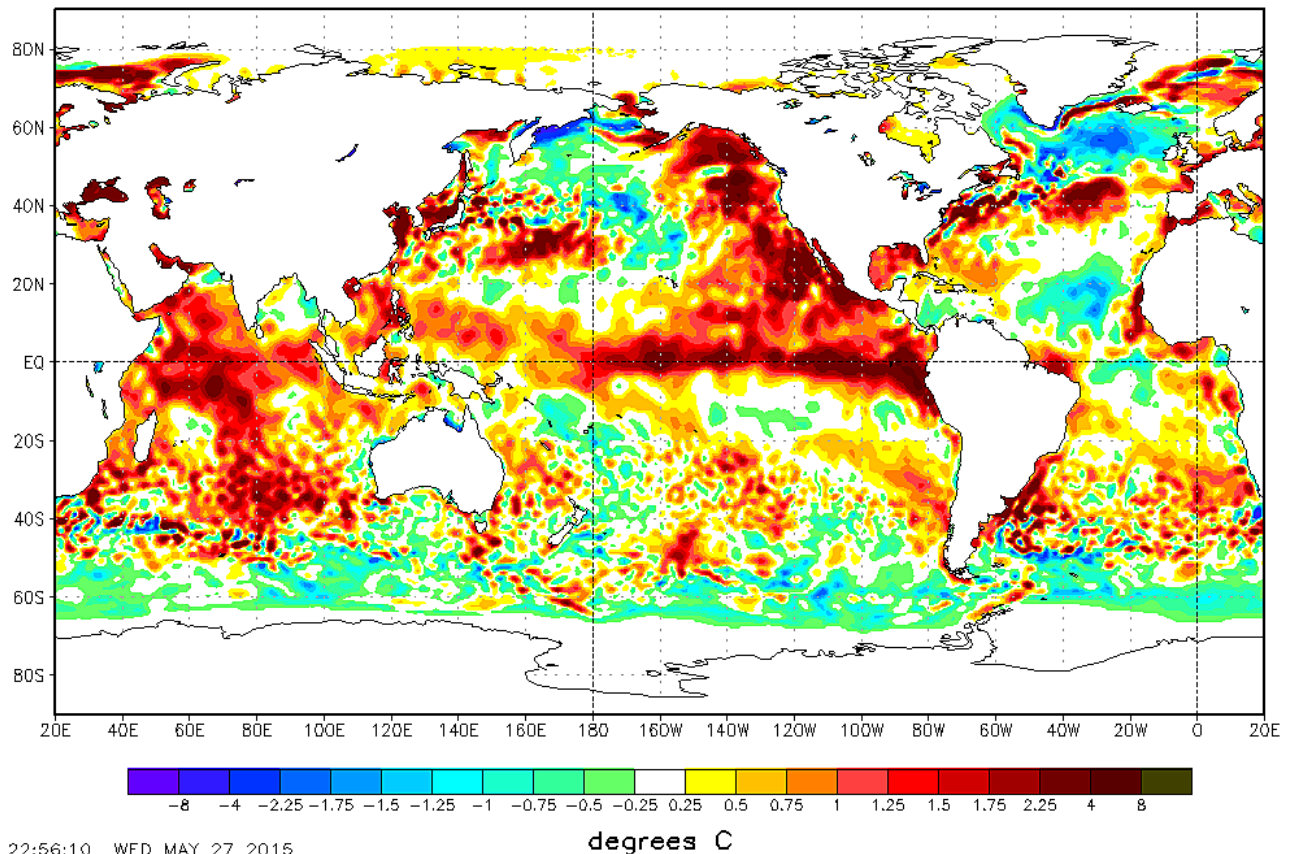 80N
60N
40N
20N
EQ
20S
40S
60S
80S
20E 40E 60E 80E 100E 120E 140E 160E 180 160W 140W 120W 100W 80W 60W 40W 20W 0 20E
-8 -4 -2.25 -1.75 -1.5 -1.25 -1 -0.75 -0.5 -0.25 0.25 0.5 0.75 1 1.25 1.5 1.75 2.25 4 8
degrees C
22:56:10 WED MAY 27 2015